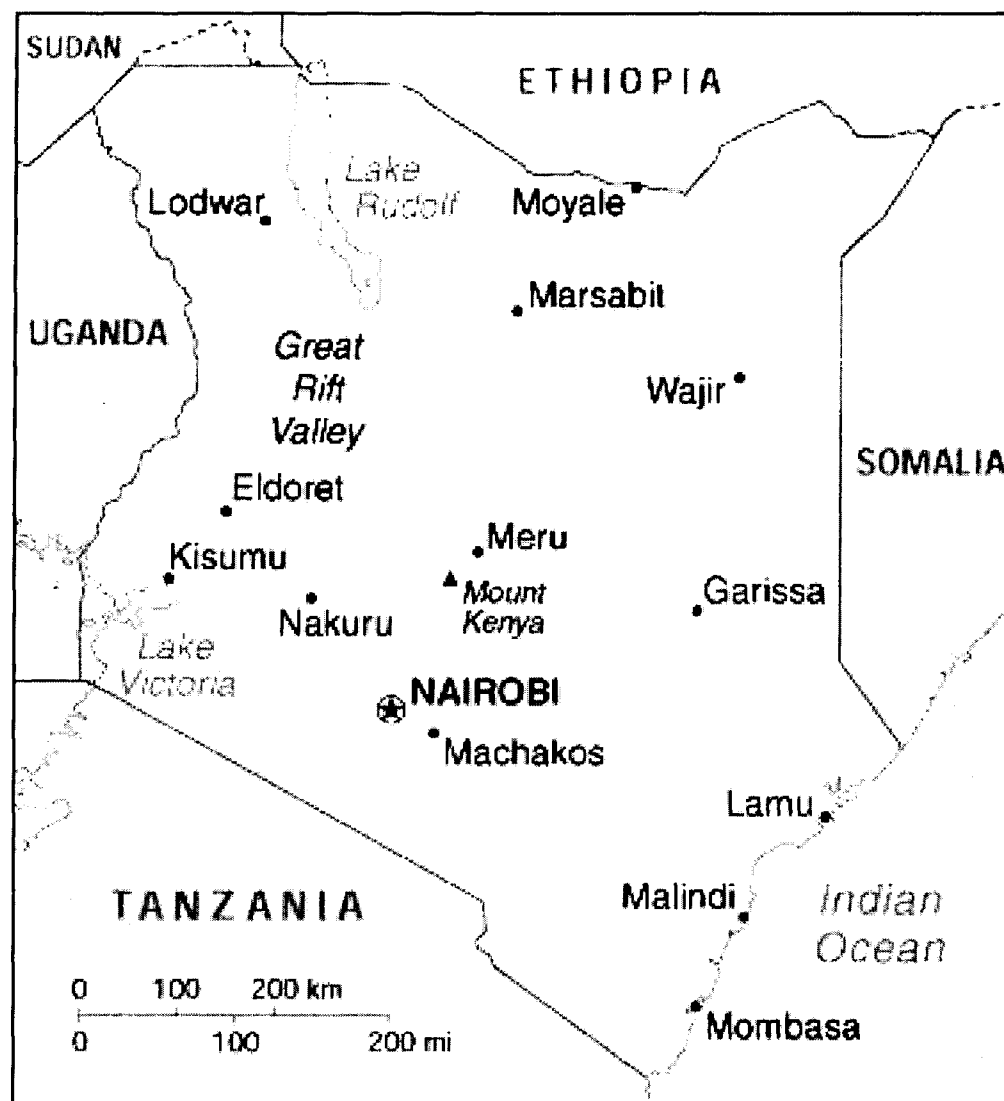 SUDAN
ETHIOPIA
Lake
Rudolf
Lodwar
Moyale
Marsabit
UGANDA
Great
Rift
Valley
Wajir
SOMALIA
Eldoret
Meru
Kisumu
Mount
Kenya
Garissa
Nakuru
Lake
Victoria
NAIROBI
Machakos
Lamu
TANZANIA
Malindi
Indian
Ocean
0 100 200 km
0 100 200 mi
Mombasa